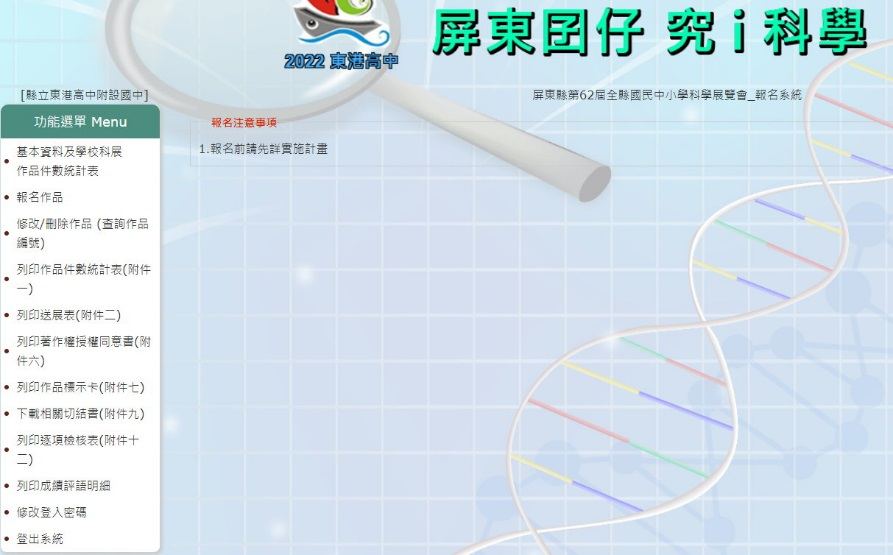 屏東囝仔 究i科學
2022 東港高中
[縣立東港高中附設國中]
屏東縣第62屆全縣國民中小學科學展覽會_報名系統
功能選單 Menu
基本資料及學校科展
作品件數統計表
報名作品
修改/刪除作品 (查詢作品
編號)
列印作品件數統計表(附件
一)
列印送展表(附件二)
列印著作權授權同意書(附
件六)
列印作品標示卡(附件七)
下載相關切結書(附件九)
列印逐項檢核表(附件十
二)
列印成績評語明細
修改登入密碼
登出系統
報名注意事項
1.報名前請先詳實施計畫